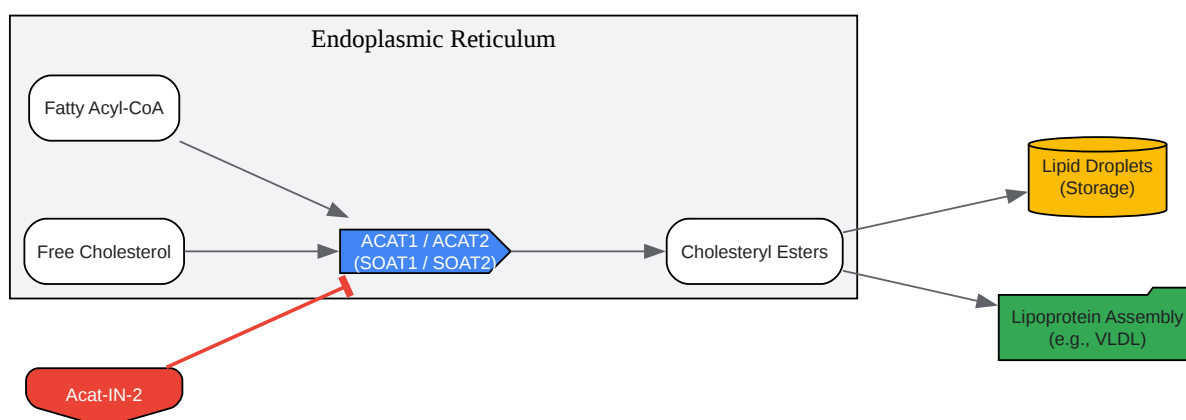 Endoplasmic Reticulum
Fatty Acyl-CoA
Free Cholesterol
ACAT1 / ACAT2
(SOAT1 / SOAT2)
Cholesteryl Esters
Lipid Droplets
(Storage)
Lipoprotein Assembly
(e.g., VLDL)
Acat-IN-2